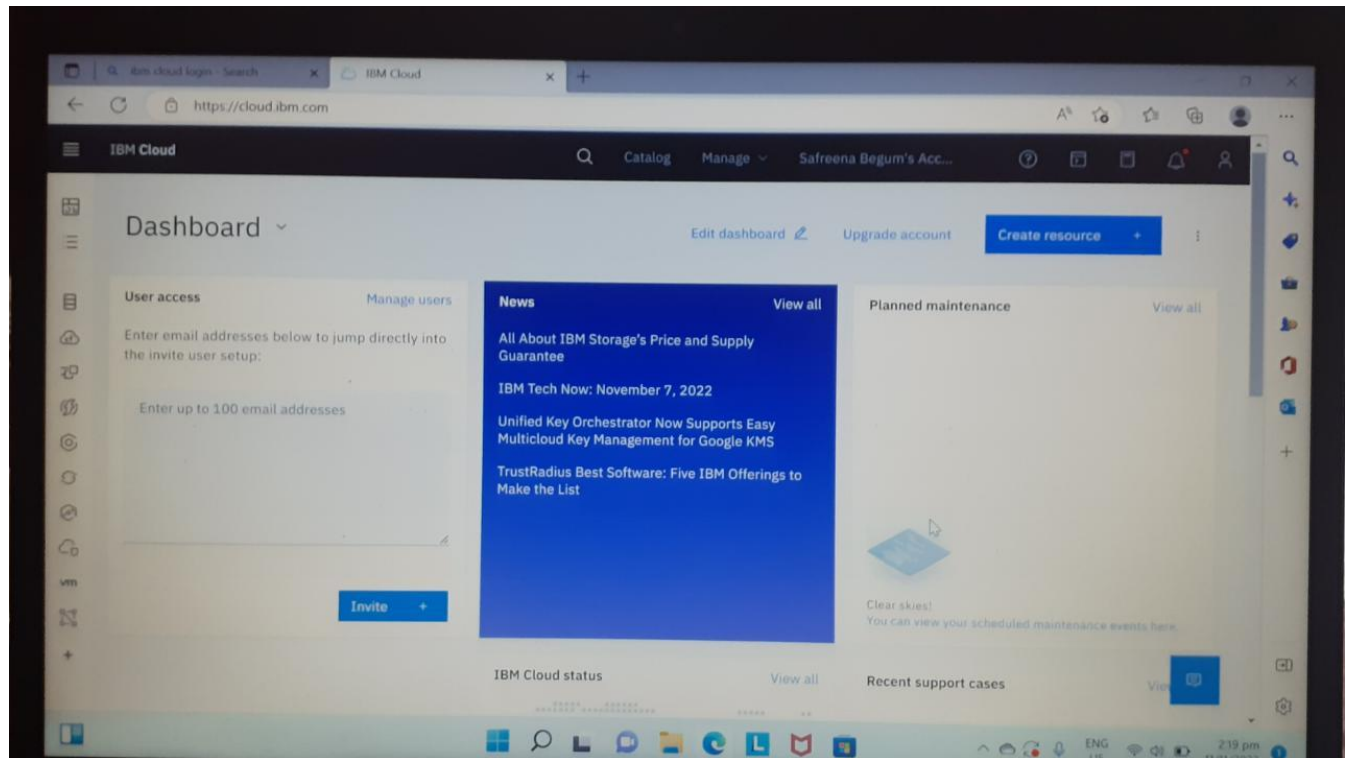 ibm cloud login - Search
IBM Cloud
https://cloud.ibm.com
IBM Cloud
Catalog
Manage
Safreena Begum's Acc...
Dashboard
Edit dashboard
Upgrade account
Create resource +
User access
Manage users
Enter email addresses below to jump directly into
the invite user setup:
Enter up to 100 email addresses
Invite +
News
View all
All About IBM Storage's Price and Supply
Guarantee
IBM Tech Now: November 7, 2022
Unified Key Orchestrator Now Supports Easy
Multicloud Key Management for Google KMS
TrustRadius Best Software: Five IBM Offerings to
Make the List
Planned maintenance
View all
Clear skies!
You can view your scheduled maintenance events here.
IBM Cloud status
View all
Recent support cases
vm
ENG
2:19 pm